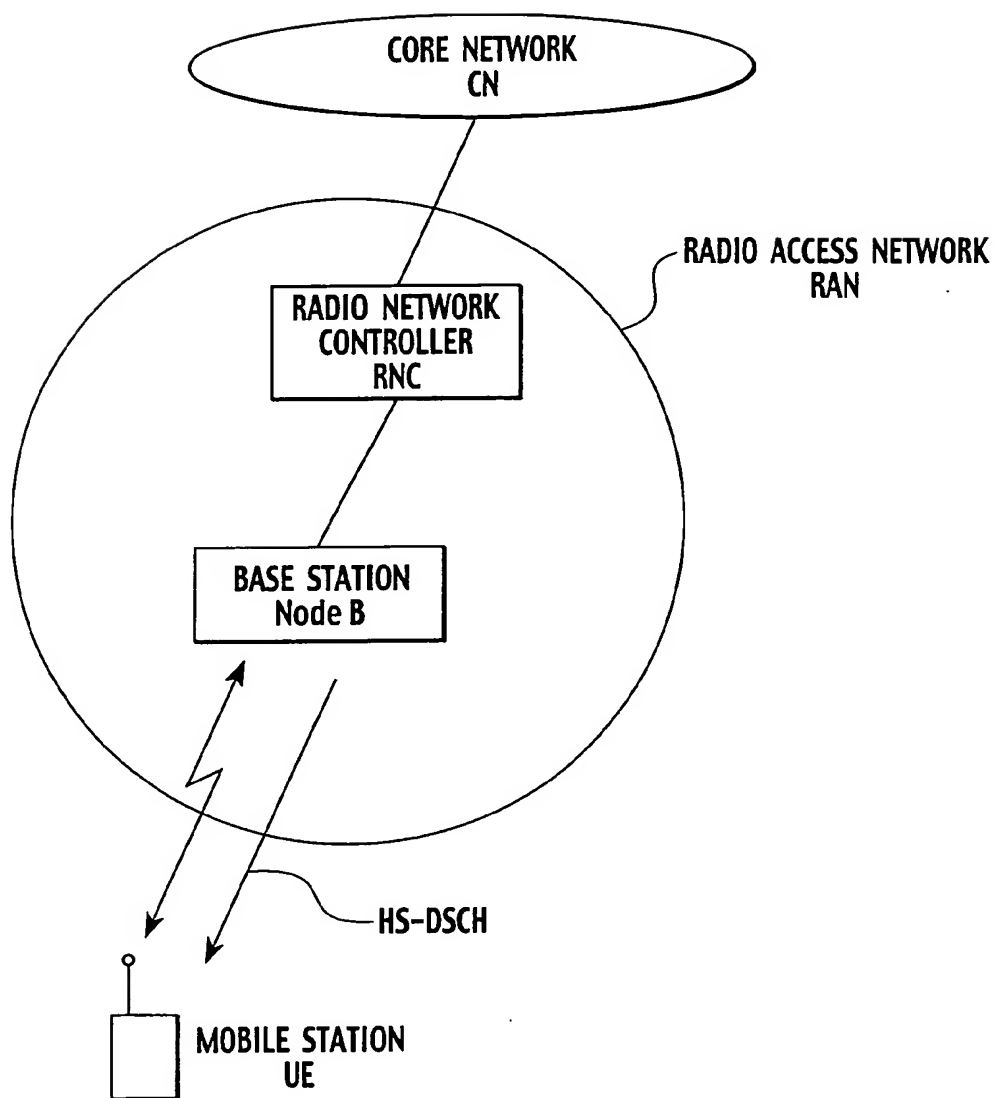 CORE NETWORK
CN
RADIO ACCESS NETWORK
RAN
RADIO NETWORK
CONTROLLER
RNC
BASE STATION
Node B
HS-DSCH
MOBILE STATION
UE